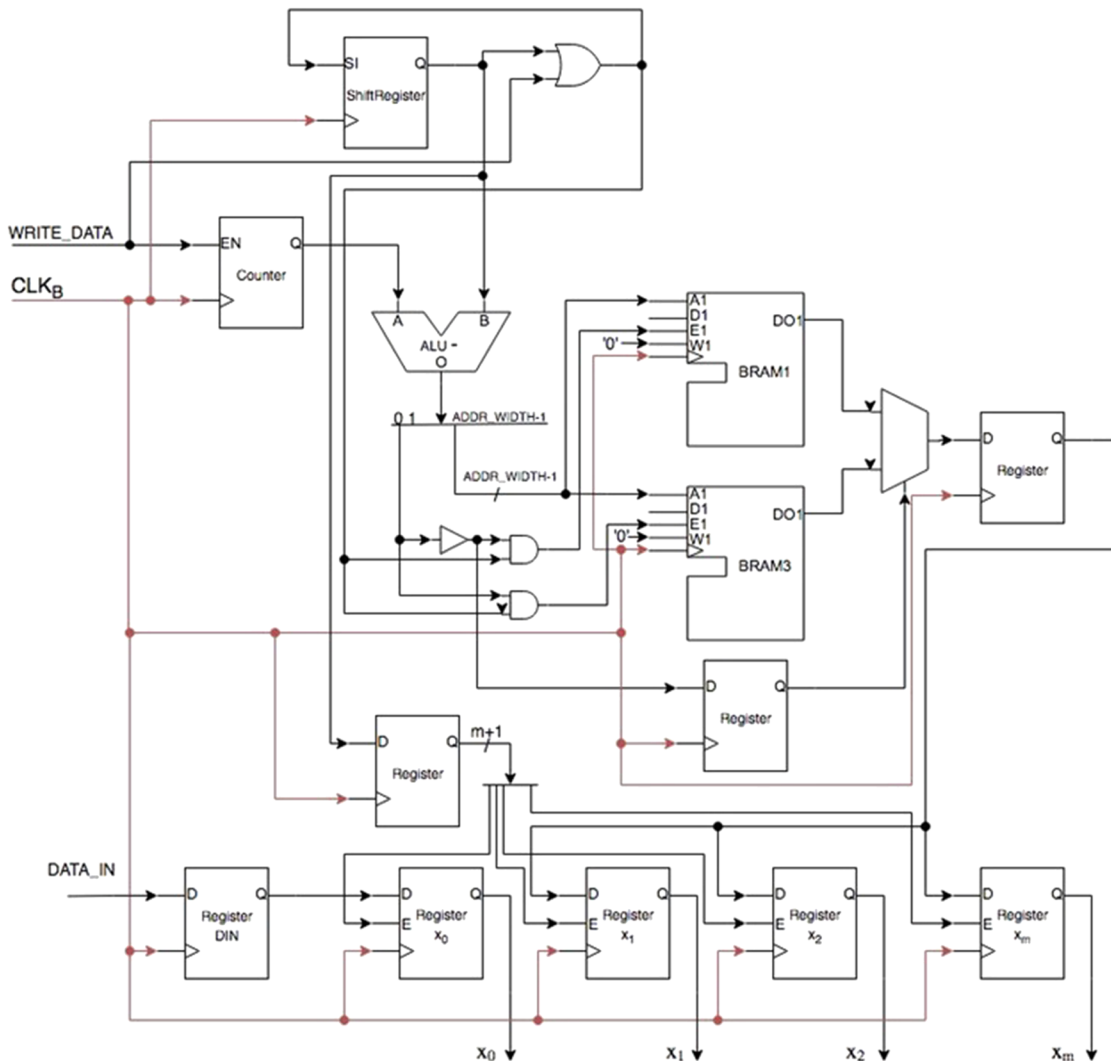 SI
Q
ShiftRegister
WRITE_DATA
EN
Q
Counter
CLKB
A
B
ALU -
O
0 1
ADDR_WIDTH-1
ADDR_WIDTH-1
A1
D1
E1
'0'
W1
DO1
BRAM1
A1
D1
E1
'0'
W1
DO1
BRAM3
D
Q
Register
D
Q
Register
D
Q
Register
m+1
DATA_IN
D
Q
Register
DIN
D
Q
E
Register
x0
D
Q
E
Register
x1
D
Q
E
Register
x2
D
Q
E
Register
xm
x0
x1
x2
xm